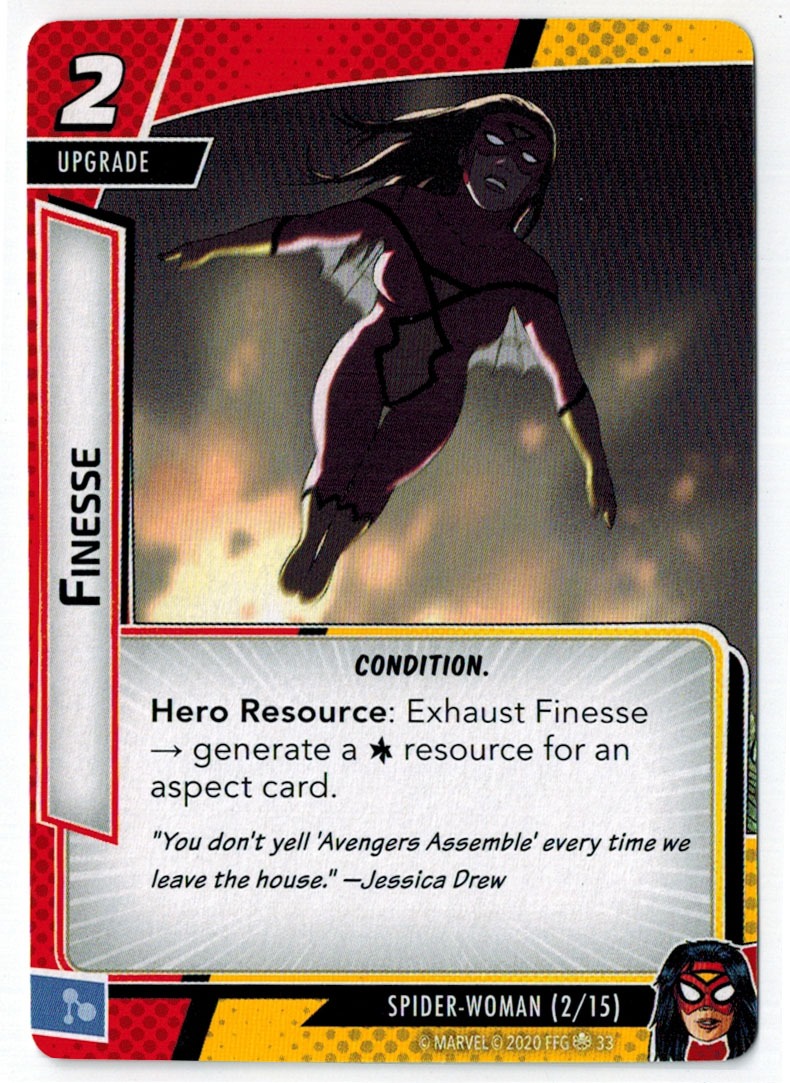 2
UPGRADE
FINESSE
CONDITION.
Hero Resource: Exhaust Finesse
→ generate a resource for an
aspect card.
"You don't yell 'Avengers Assemble' every time we
leave the house." —Jessica Drew
SPIDER-WOMAN (2/15)
© MARVEL © 2020 FFG 33